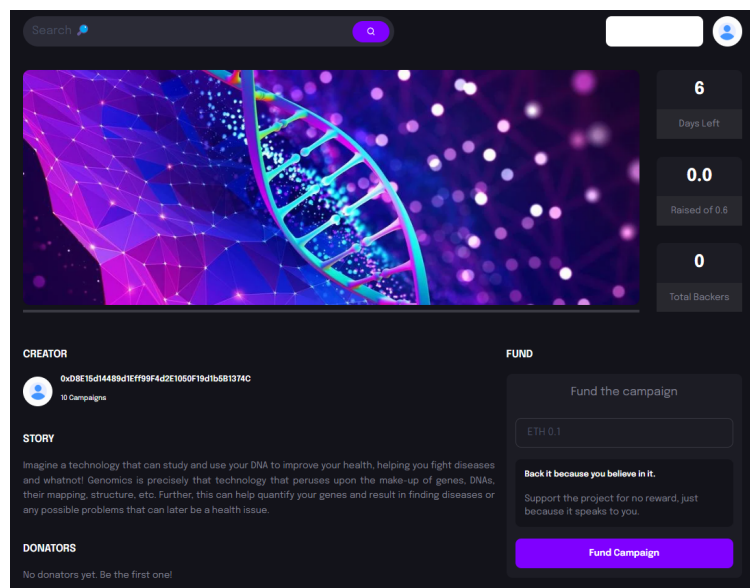 Search 🔎
6
Days Left
0.0
Raised of 0.6
0
Total Backers
CREATOR
0xD8E15d14489d1Eff99F4d2E1050F19d1b5B1374C
10 Campaigns
STORY
Imagine a technology that can study and use your DNA to improve your health, helping you fight diseases
and whatnot! Genomics is precisely that technology that peruses upon the make-up of genes, DNAs,
their mapping, structure, etc. Further, this can help quantify your genes and result in finding diseases or
any possible problems that can later be a health issue.
DONATORS
No donators yet. Be the first one!
FUND
Fund the campaign
ETH 0.1
Back it because you believe in it.
Support the project for no reward, just
because it speaks to you.
Fund Campaign